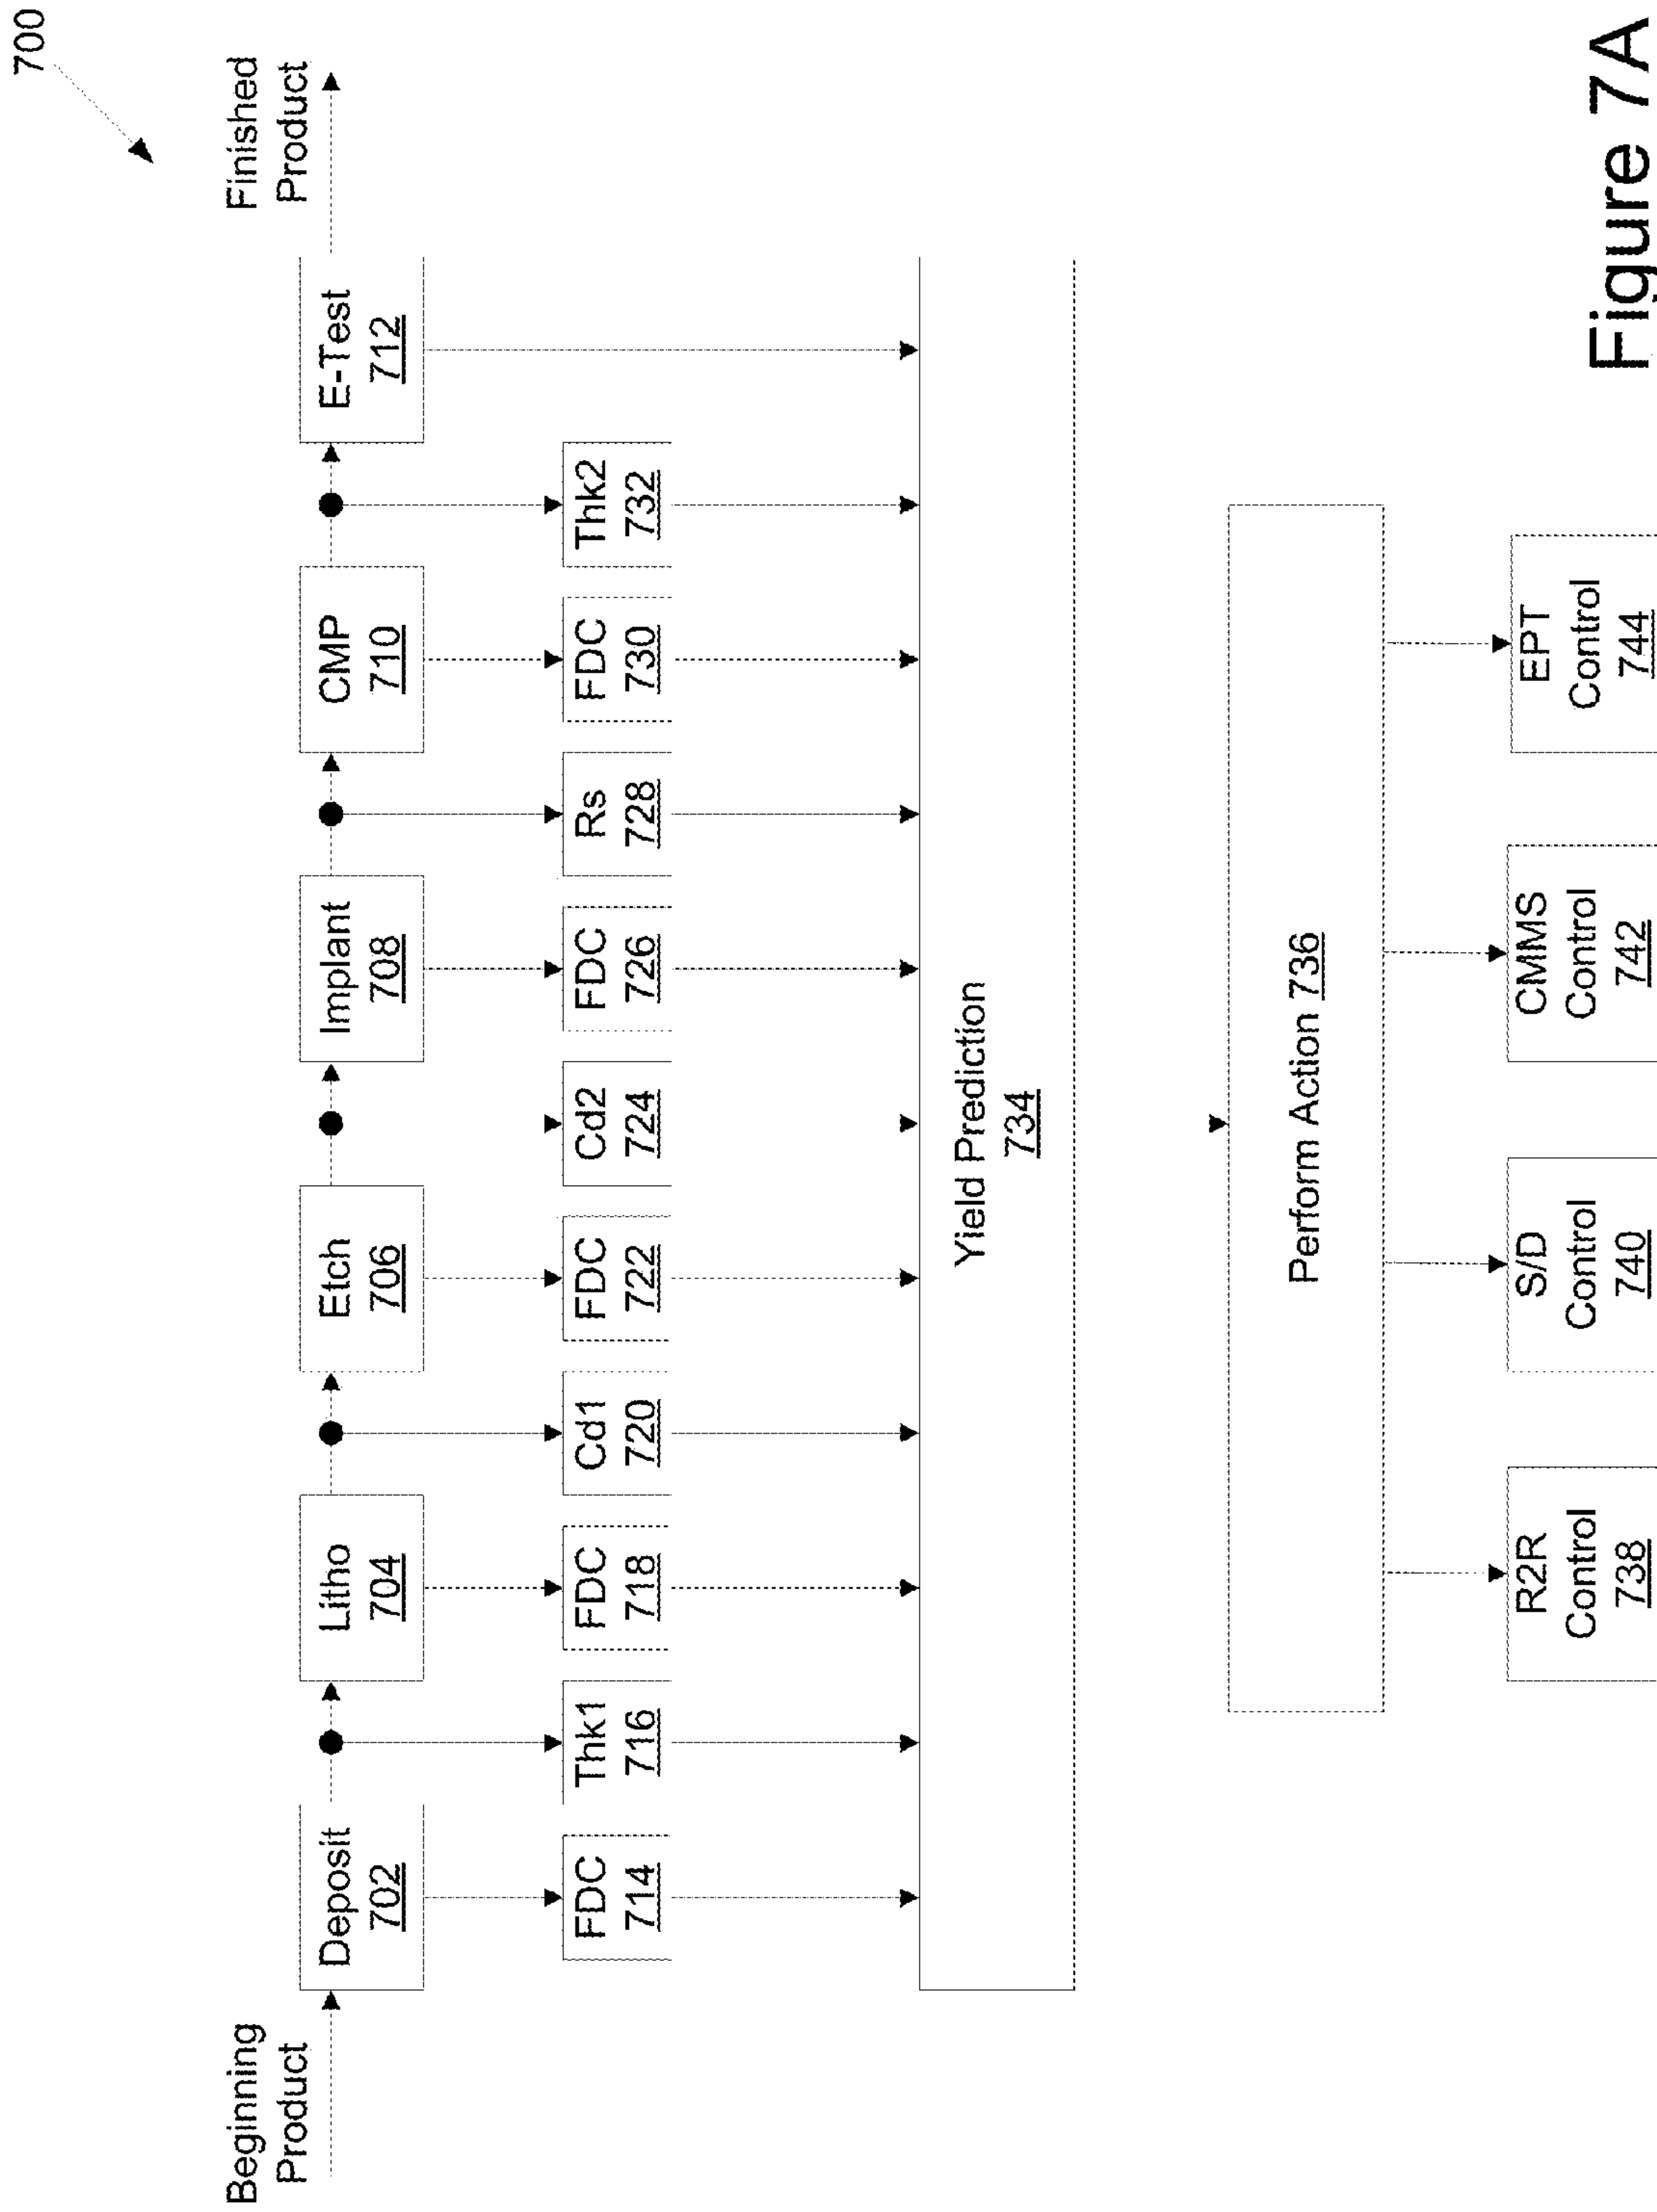 700
Beginning
Product
Finished
Product
Deposit
702
Litho
704
Etch
706
Implant
708
CMP
710
E-Test
712
FDC
714
Thk1
716
FDC
718
Cd1
720
FDC
722
Cd2
724
FDC
726
Rs
728
FDC
730
Thk2
732
Yield Prediction
734
Perform Action 736
R2R
Control
738
S/D
Control
740
CMMS
Control
742
EPT
Control
744
Figure 7A